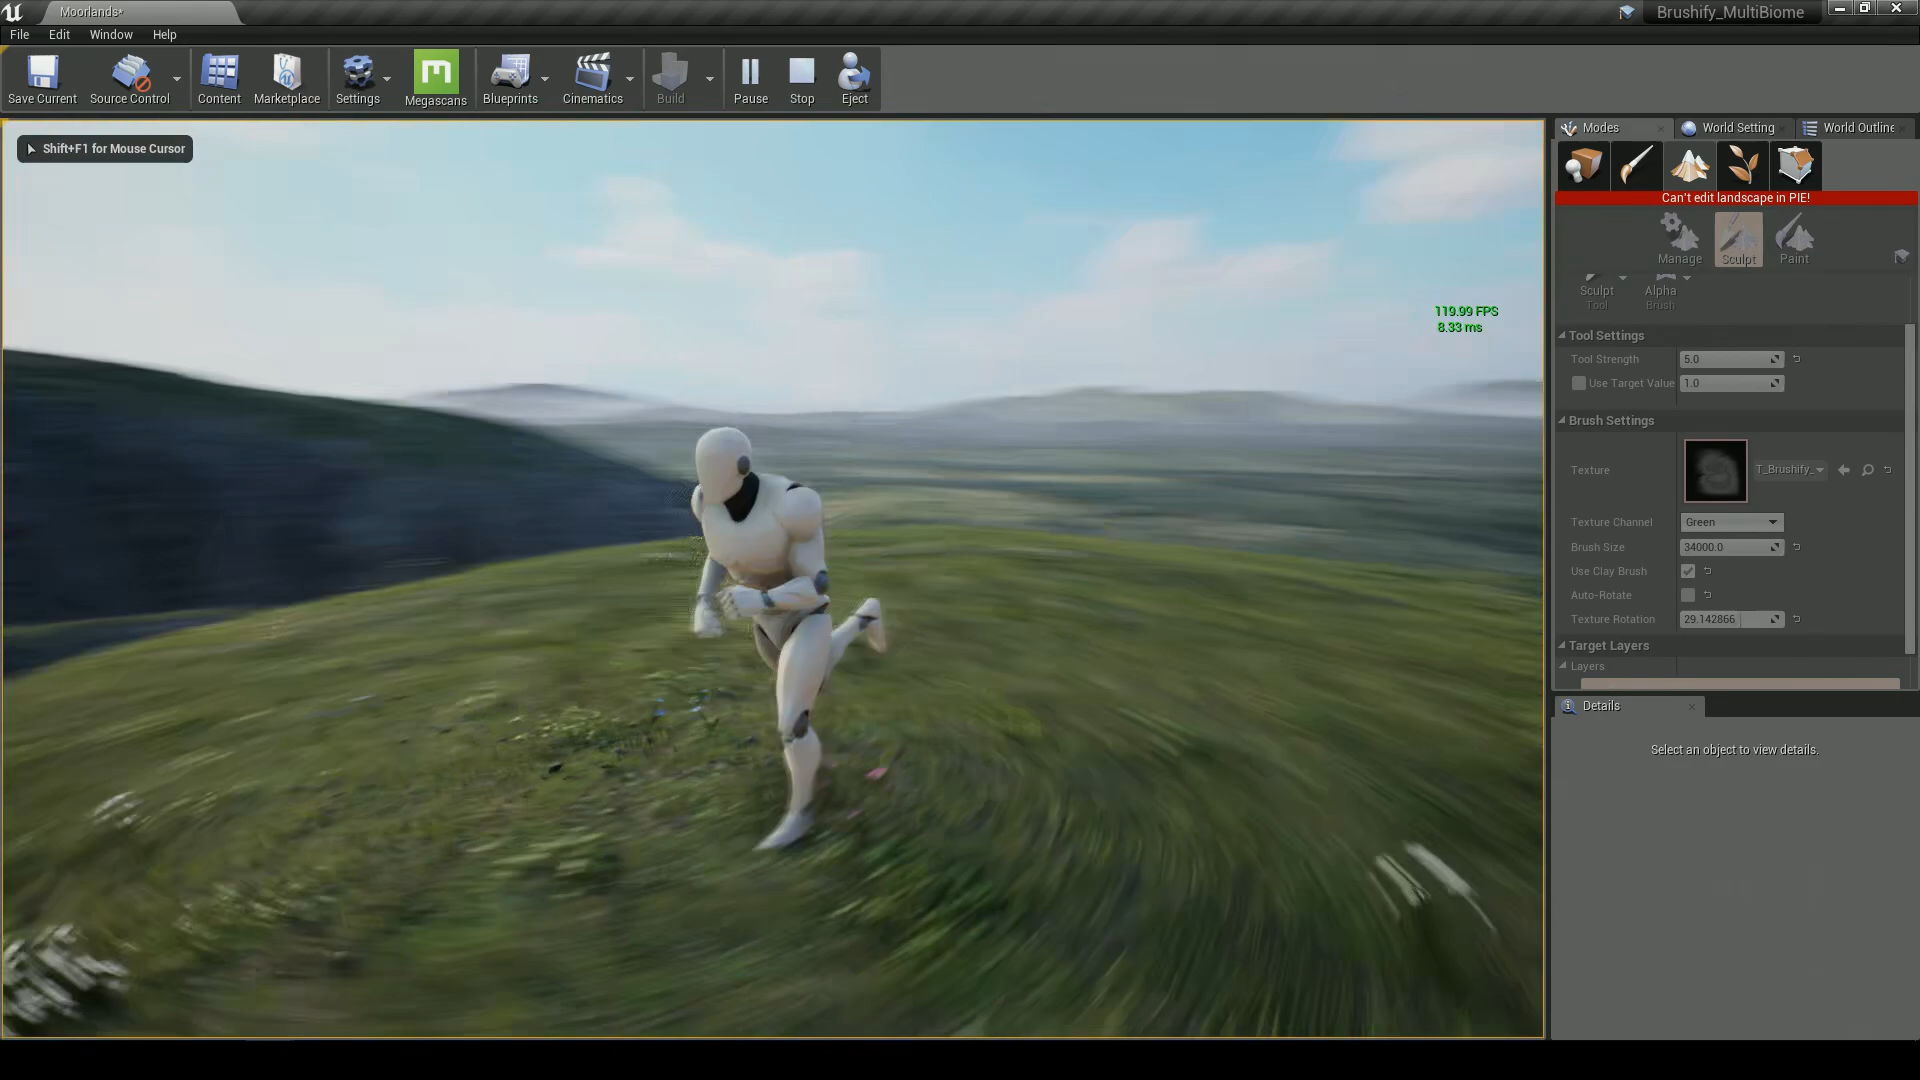 Moorlands*
Brushify_MultiBiome
File Edit Window Help
Save Current Source Control Content Marketplace Settings Megascans Blueprints Cinematics Build Pause Stop Eject
Shift+F1 for Mouse Cursor
119.99 FPS
8.33 ms
Modes World Setting World Outline
Can't edit landscape in PIE!
Manage Sculpt Paint
Sculpt Alpha
Tool Brush
Tool Settings
Tool Strength 5.0
Use Target Value 1.0
Brush Settings
Texture T_Brushify_
Texture Channel Green
Brush Size 34000.0
Use Clay Brush
Auto-Rotate
Texture Rotation 29.142866
Target Layers
Layers
Details
Select an object to view details.